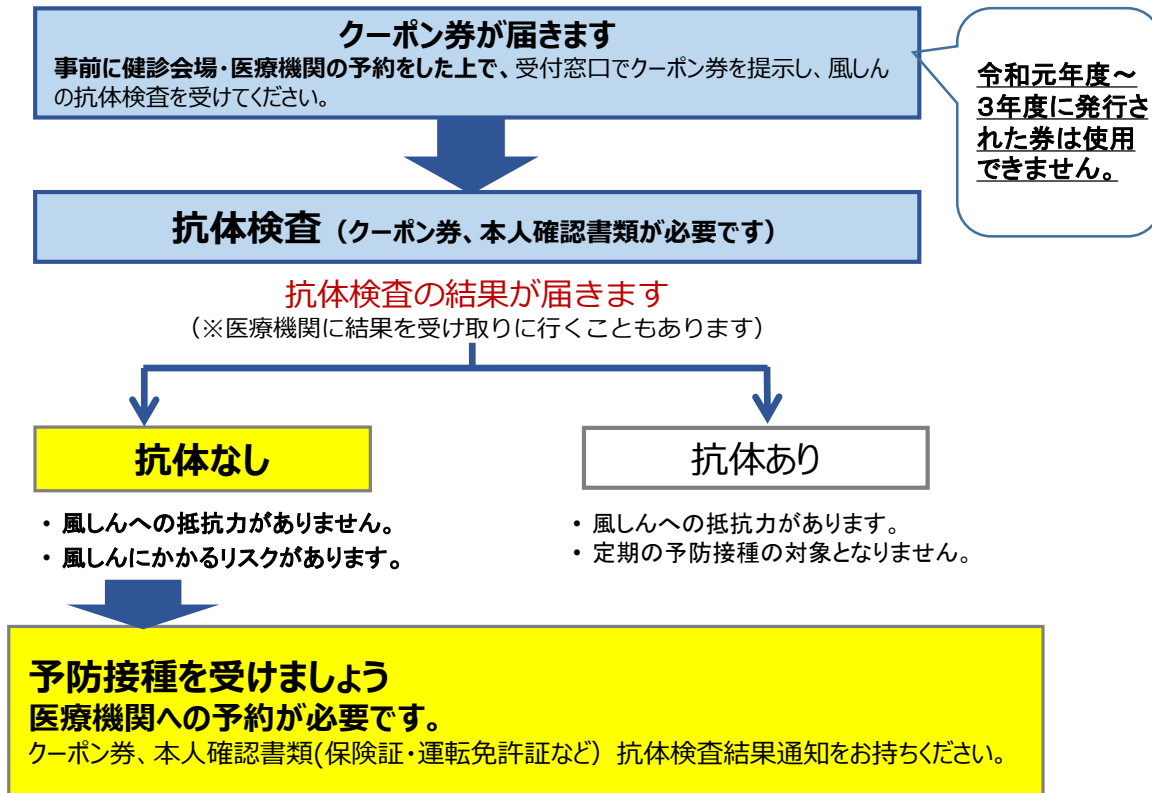 クーポン券が届きます
事前に健診会場・医療機関の予約をした上で、受付窓口でクーポン券を提示し、風しん
の抗体検査を受けてください。
令和元年度～
３年度に発行さ
れた券は使用
できません。
抗体検査（クーポン券、本人確認書類が必要です）
抗体検査の結果が届きます
（※医療機関に結果を受け取りに行くこともあります）
抗体なし
・風しんへの抵抗力がありません。
・風しんにかかるリスクがあります。
抗体あり
・風しんへの抵抗力があります。
・定期の予防接種の対象となりません。
予防接種を受けましょう
医療機関への予約が必要です。
クーポン券、本人確認書類(保険証・運転免許証など） 抗体検査結果通知をお持ちください。